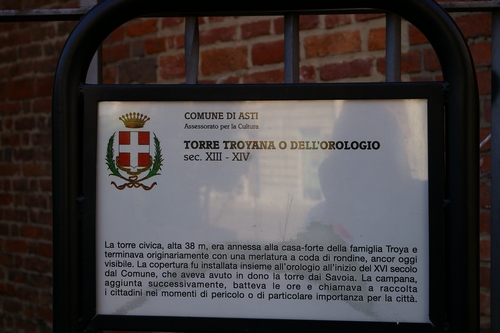 COMUNE DI ASTI
Assessorato per la Cultura
TORRE TROYANA O DELL'OROLOGIO
sec. XIII - XIV
La torre civica, alta 38 m, era annessa alla casa-forte della famiglia Troya e
terminava originariamente con una merlatura a coda di rondine, ancor oggi
visibile. La copertura fu installata insieme all'orologio all'inizio del XVI secolo
dal Comune, che aveva avuto in dono la torre dai Savoia. La campana,
aggiunta successivamente, batteva le ore e chiamava a raccolta
i cittadini nei momenti di pericolo o di particolare importanza per la città.